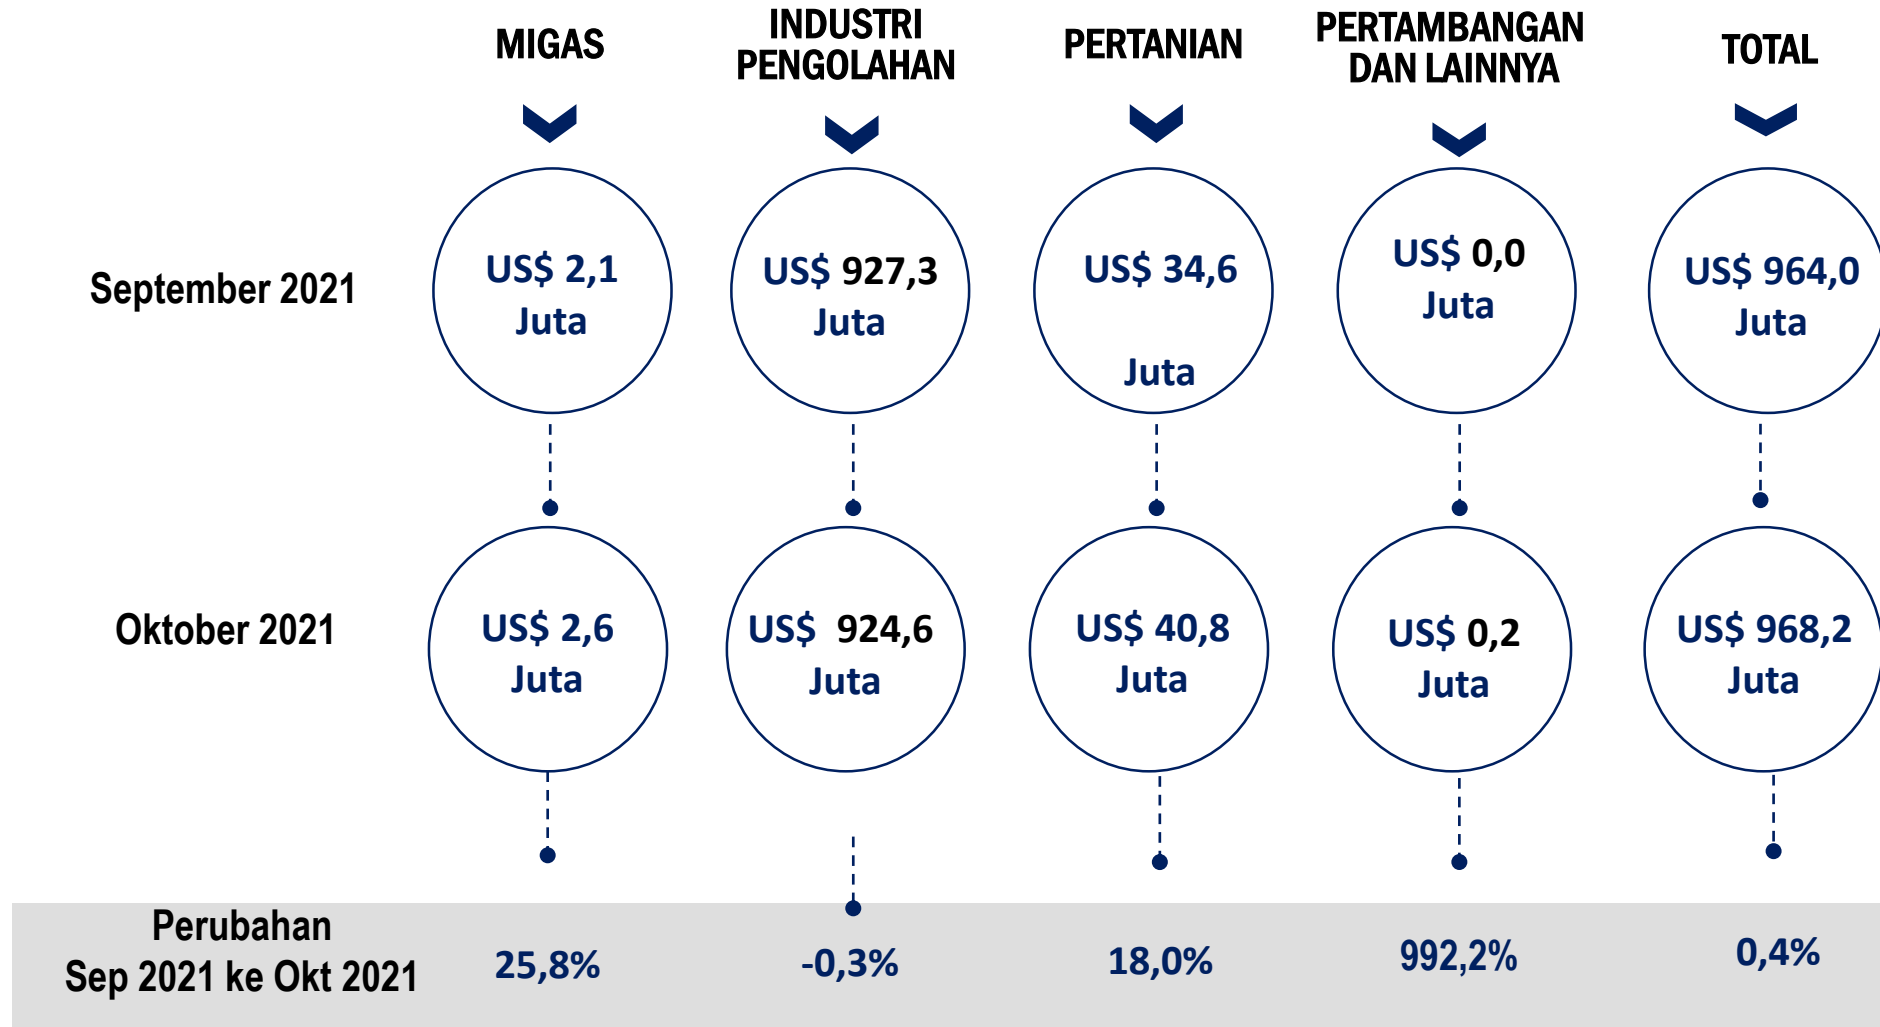 MIGAS
INDUSTRI
PENGOLAHAN
PERTANIAN
PERTAMBANGAN
DAN LAINNYA
TOTAL
September 2021
US$ 2,1
Juta
US$ 927,3
Juta
US$ 34,6
Juta
US$ 0,0
Juta
US$ 964,0
Juta
Oktober 2021
US$ 2,6
Juta
US$ 924,6
Juta
US$ 40,8
Juta
US$ 0,2
Juta
US$ 968,2
Juta
Perubahan
Sep 2021 ke Okt 2021
25,8%
-0,3%
18,0%
992,2%
0,4%